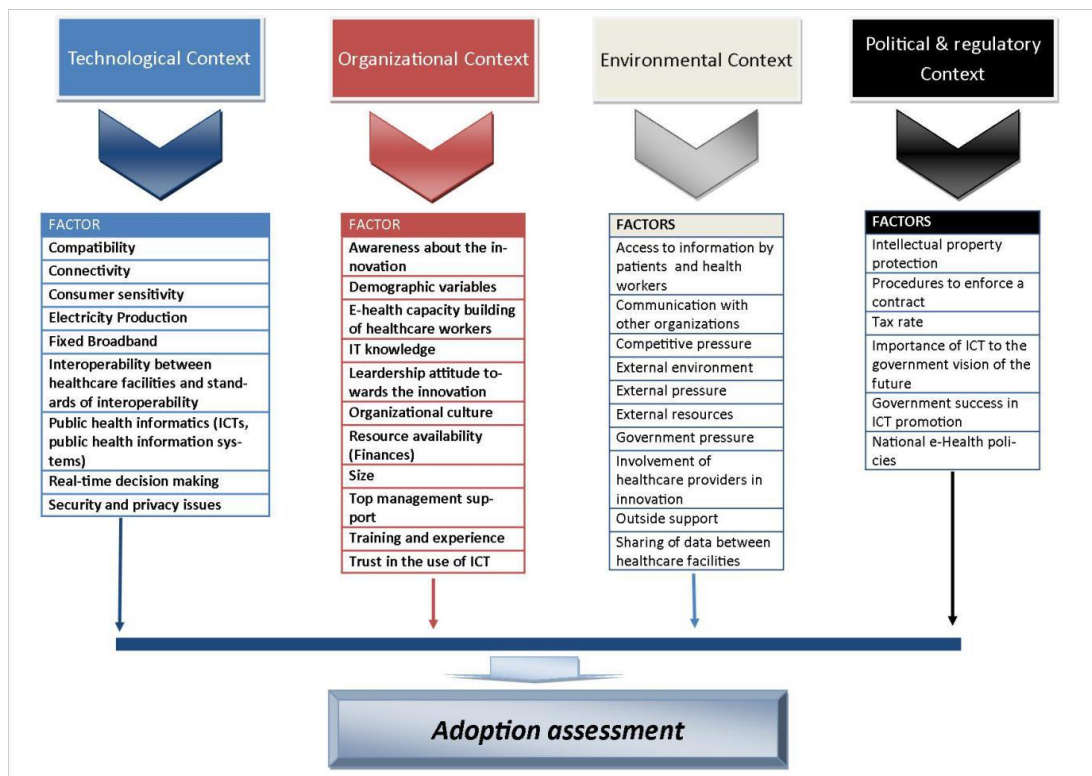 Technological Context
Organizational Context
Environmental Context
Political & regulatory
Context
FACTOR
Compatibility
Connectivity
Consumer sensitivity
Electricity Production
Fixed Broadband
Interoperability between
healthcare facilities and stand-
ards of interoperability
Public health informatics (ICTs,
public health information sys-
tems)
Real-time decision making
Security and privacy issues
FACTOR
Awareness about the in-
novation
Demographic variables
E-health capacity building
of healthcare workers
IT knowledge
Leardership attitude to-
wards the innovation
Organizational culture
Resource availability
(Finances)
Size
Top management sup-
port
Training and experience
Trust in the use of ICT
FACTORS
Access to information by
patients and health
workers
Communication with
other organizations
Competitive pressure
External environment
External pressure
External resources
Government pressure
Involvement of
healthcare providers in
innovation
Outside support
Sharing of data between
healthcare facilities
FACTORS
Intellectual property
protection
Procedures to enforce a
contract
Tax rate
Importance of ICT to the
government vision of the
future
Government success in
ICT promotion
National e-Health poli-
cies
Adoption assessment